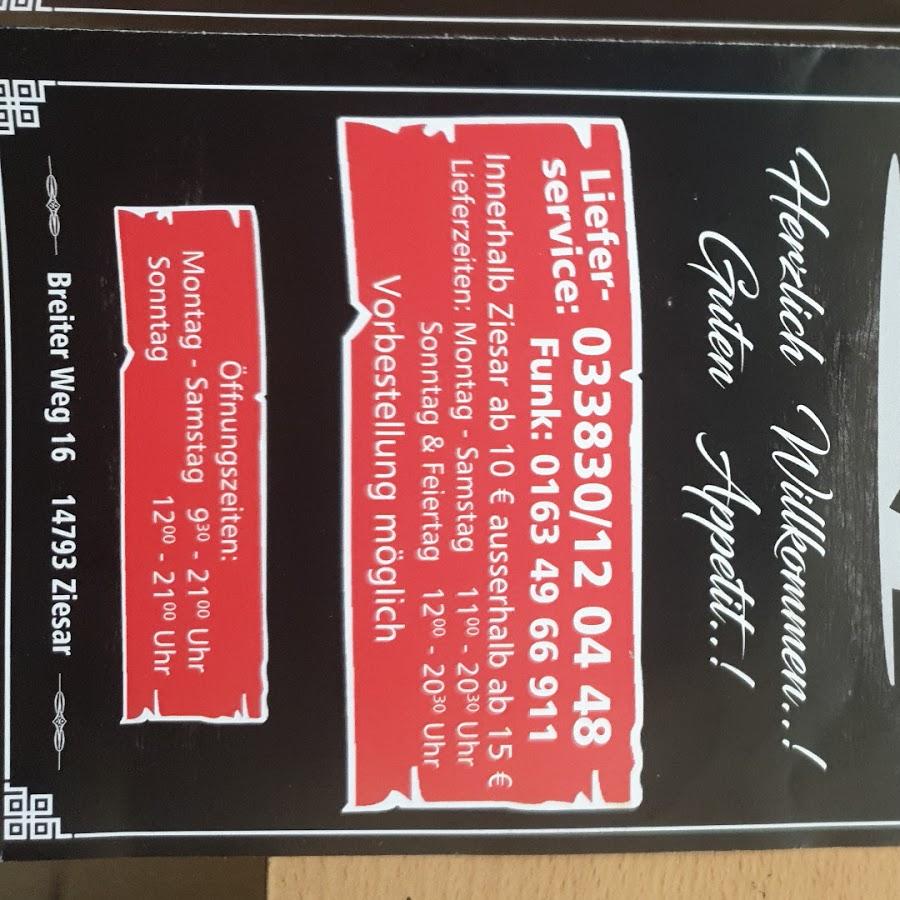 Herzlich Willkommen...!
Guten Appetit...!
Liefer-
service: 033830/12 04 48
Funk: 0163 49 66 911
Innerhalb Ziesar ab 10 € ausserhalb ab 15 €
Lieferzeiten: Montag - Samstag 11⁰⁰ - 20³⁰ Uhr
Sonntag & Feiertag 12⁰⁰ - 20³⁰ Uhr
Vorbestellung möglich
Öffnungszeiten:
Montag - Samstag 9³⁰ - 21⁰⁰ Uhr
Sonntag 12⁰⁰ - 21⁰⁰ Uhr
Breiter Weg 16 14793 Ziesar